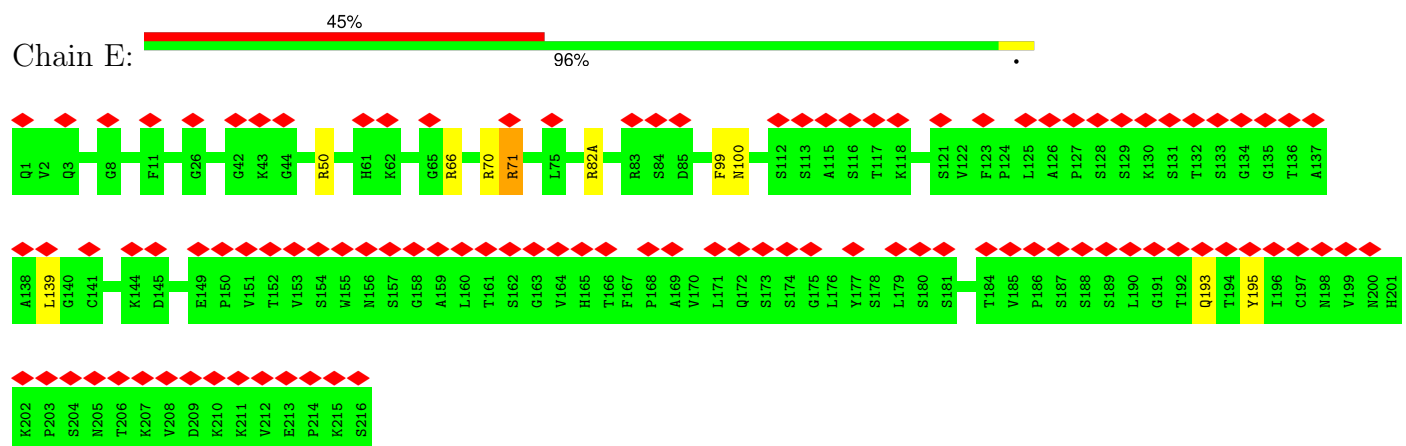 45%
Chain E:
96%
Q1 V2 Q3 G8 F11 G26 G42 K43 G44 R50 H61 K62 G65 R66 R70 R71 L75 R82A R83 S84 D85 F99 N100 S112 S113 A115 S116 T117 K118 S121 V122 F123 P124 L125 A126 P127 S128 S129 K130 S131 T132 S133 G134 G135 T136 A137
A138 L139 G140 C141 K144 D145 E149 P150 V151 T152 V153 S154 W155 N156 S157 G158 A159 L160 T161 S162 G163 V164 H165 T166 F167 P168 A169 V170 L171 Q172 S173 S174 G175 L176 Y177 S178 L179 S180 S181 T184 V185 P186 S187 S188 S189 L190 G191 T192 Q193 T194 Y195 I196 C197 N198 V199 N200 H201
K202 P203 S204 N205 T206 K207 V208 D209 K210 K211 V212 E213 P214 K215 S216